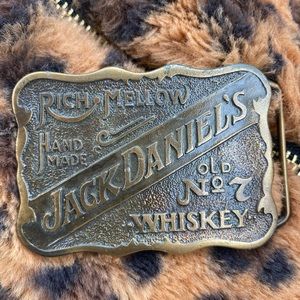 RICH-MELLOW
HAND
MADE
JACK DANIEL'S
OLD
No 7
WHISKEY